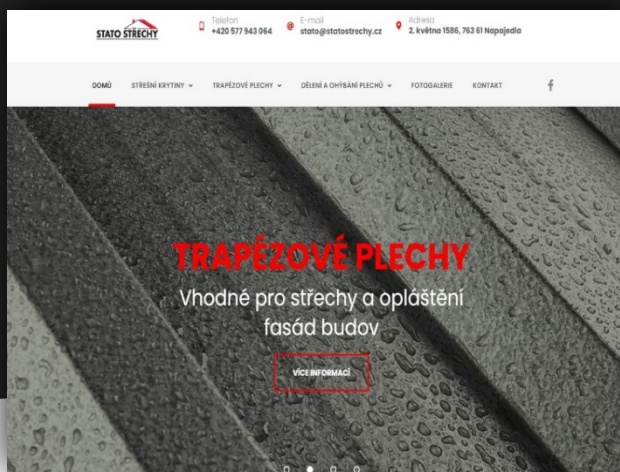 STATO STŘECHY
Telefon
+420 577 943 064
E-mail
stato@statostrechy.cz
Adresa
2. května 1586, 763 61 Napajedla
DOMŮ
STŘEŠNÍ KRYTINY
TRAPÉZOVÉ PLECHY
DĚLENÍ A OHÝBÁNÍ PLECHŮ
FOTOGALERIE
KONTAKT
TRAPÉZOVÉ PLECHY
Vhodné pro střechy a opláštění
fasád budov
VÍCE INFORMACÍ